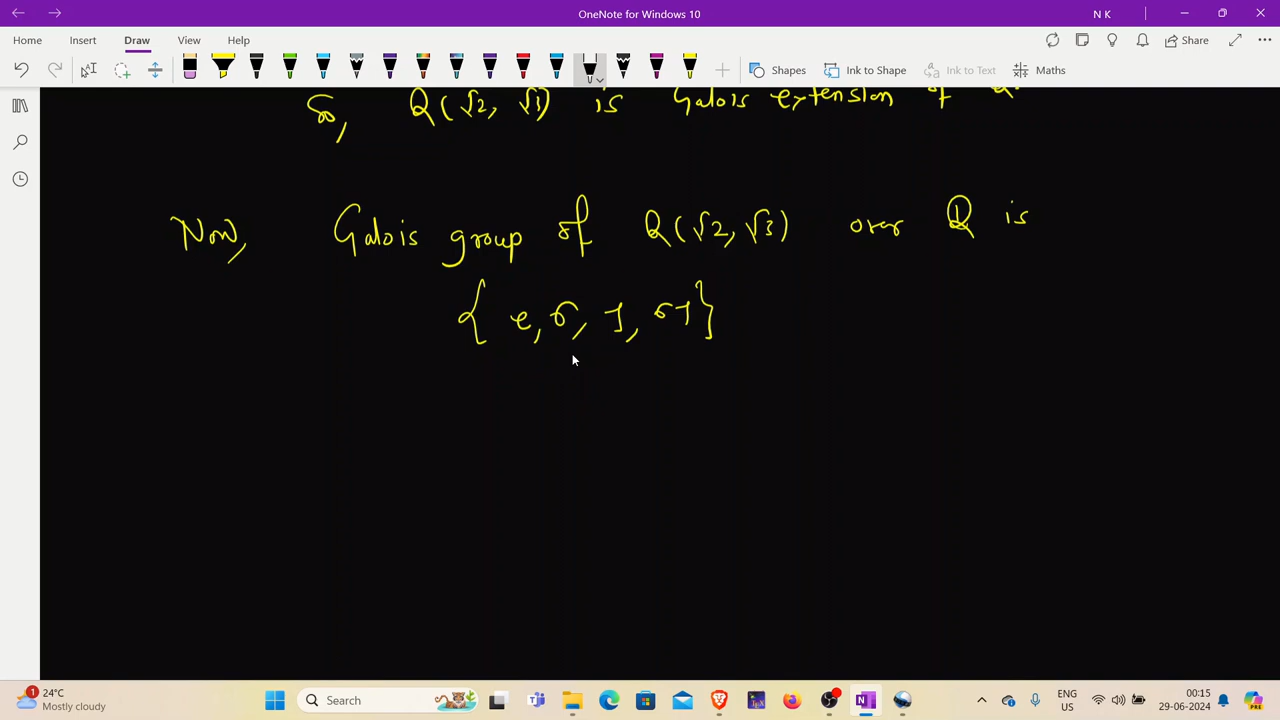 OneNote for Windows 10
N K
Home Insert Draw View Help
Share
Shapes Ink to Shape Ink to Text Maths
So, Q(√2, √3) is Galois extension of Q.
Now, Galois group of Q(√2, √3) over Q is
{ e, σ, τ, στ }
1
24°C
Mostly cloudy
Search
ENG
US
00:15
29-06-2024